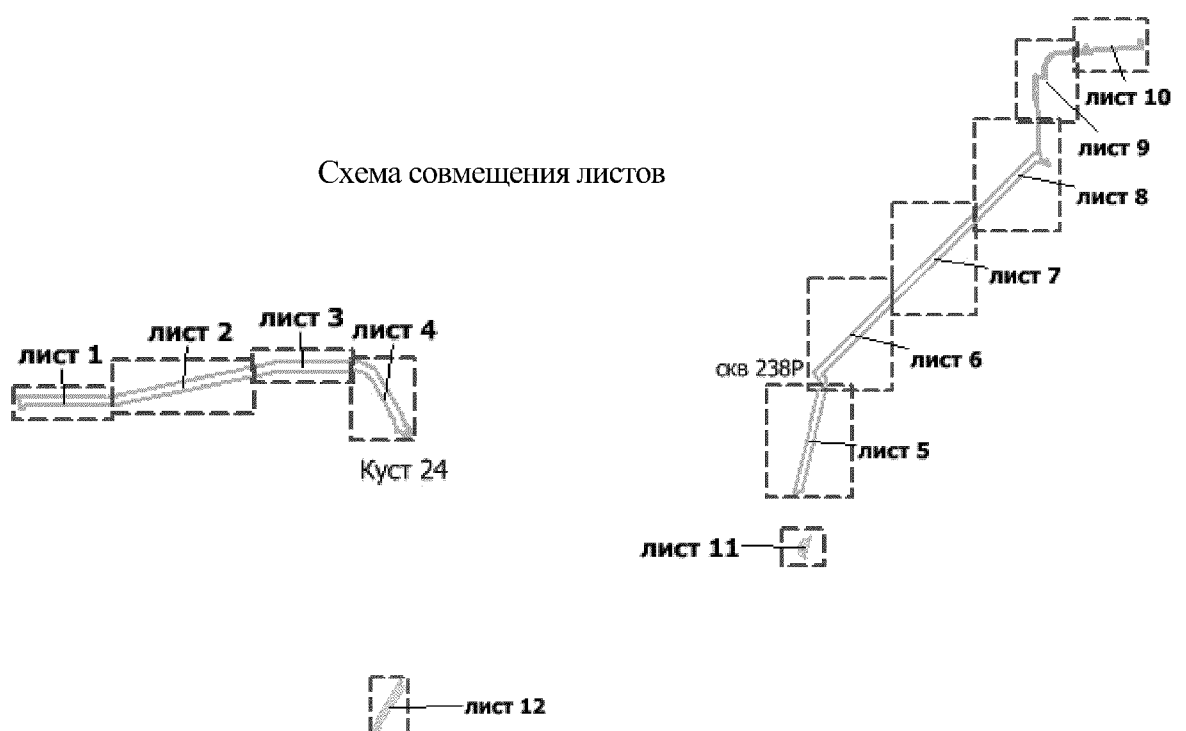 лист 10
лист 9
Схема совмещения листов
лист 8
лист 7
лист 3
лист 2
лист 4
лист 1
лист 6
скв 238Р
лист 5
Куст 24
лист 11
лист 12